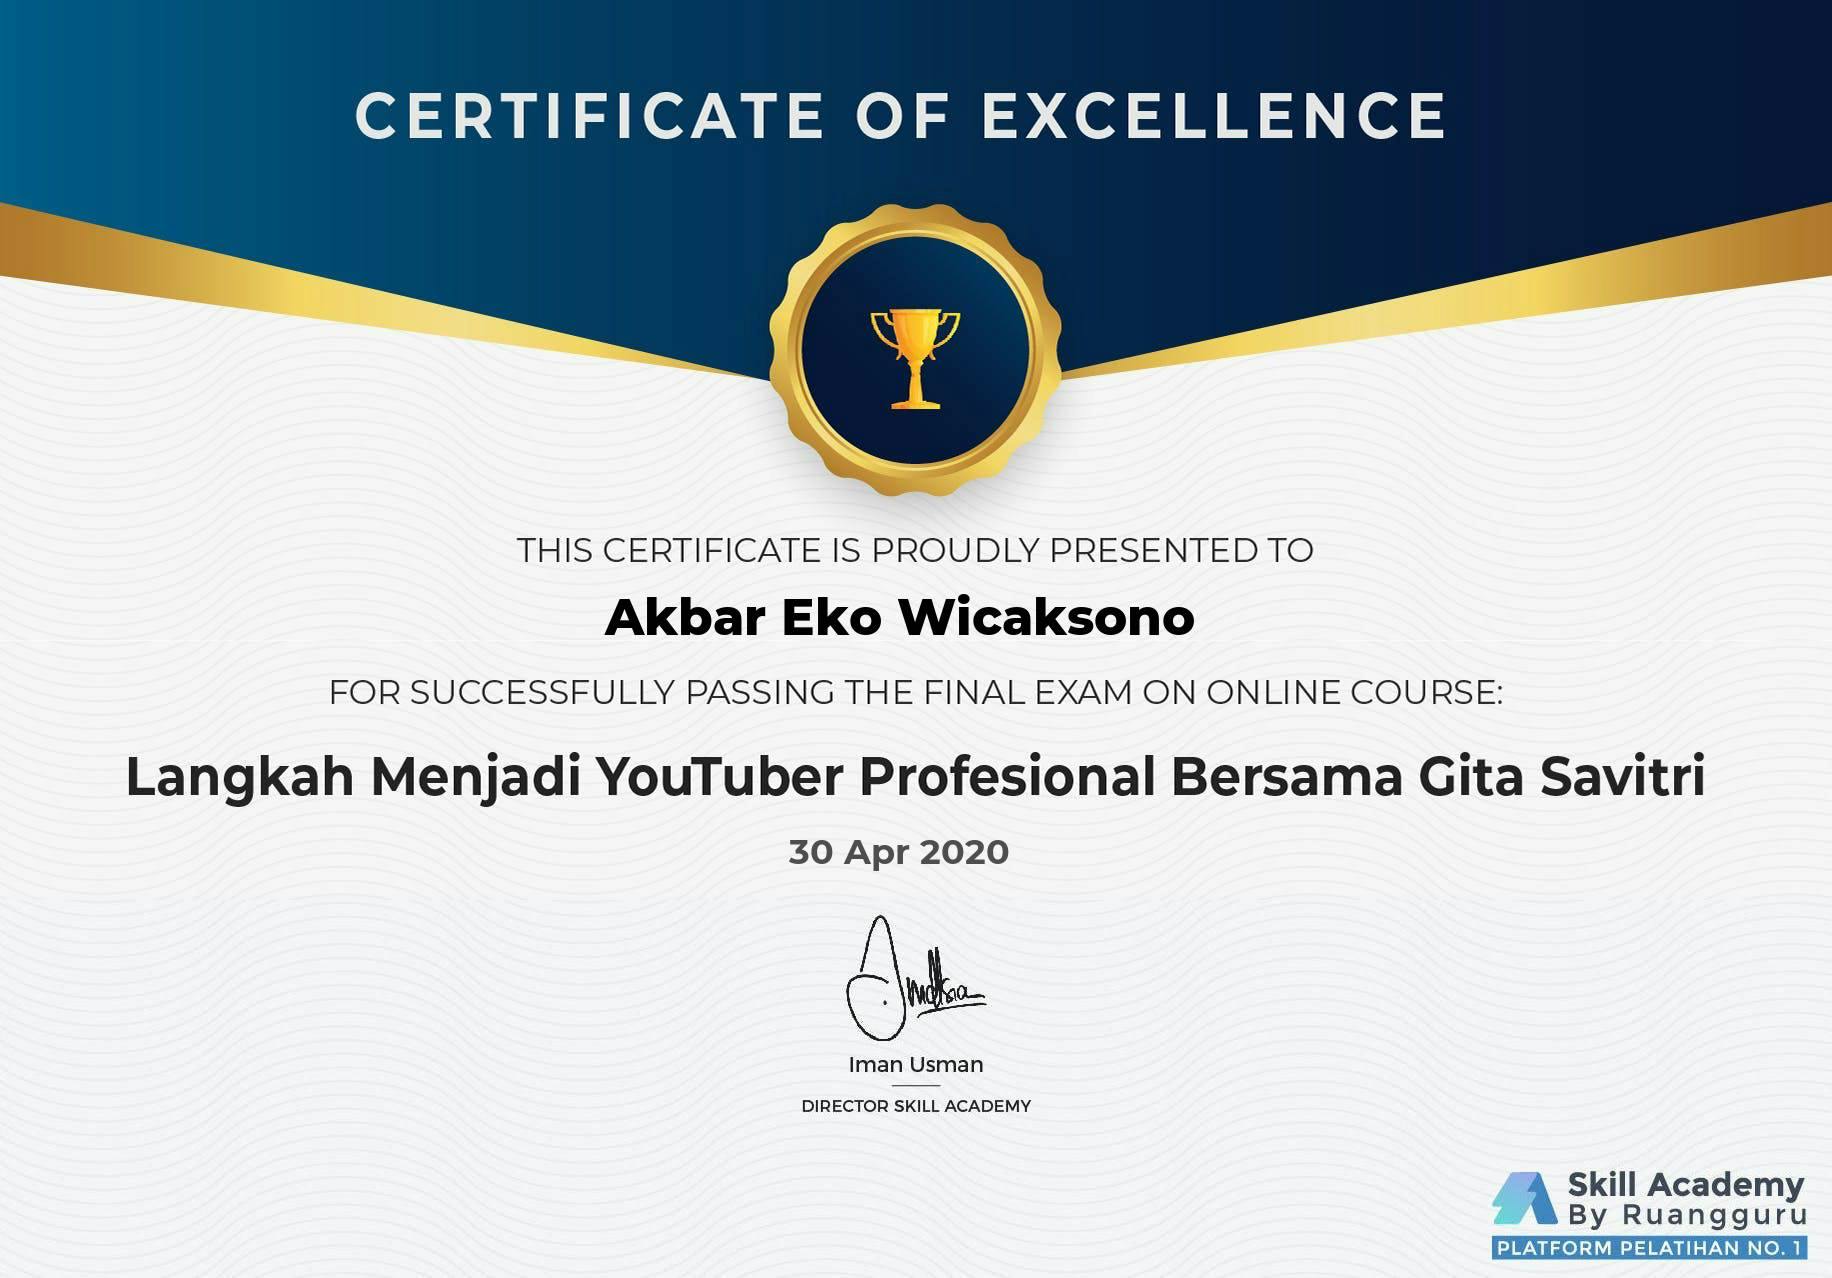 CERTIFICATE OF EXCELLENCE
THIS CERTIFICATE IS PROUDLY PRESENTED TO
Akbar Eko Wicaksono
FOR SUCCESSFULLY PASSING THE FINAL EXAM ON ONLINE COURSE:
Langkah Menjadi YouTuber Profesional Bersama Gita Savitri
30 Apr 2020
Iman Usman
DIRECTOR SKILL ACADEMY
Skill Academy
By Ruangguru
PLATFORM PELATIHAN NO. 1